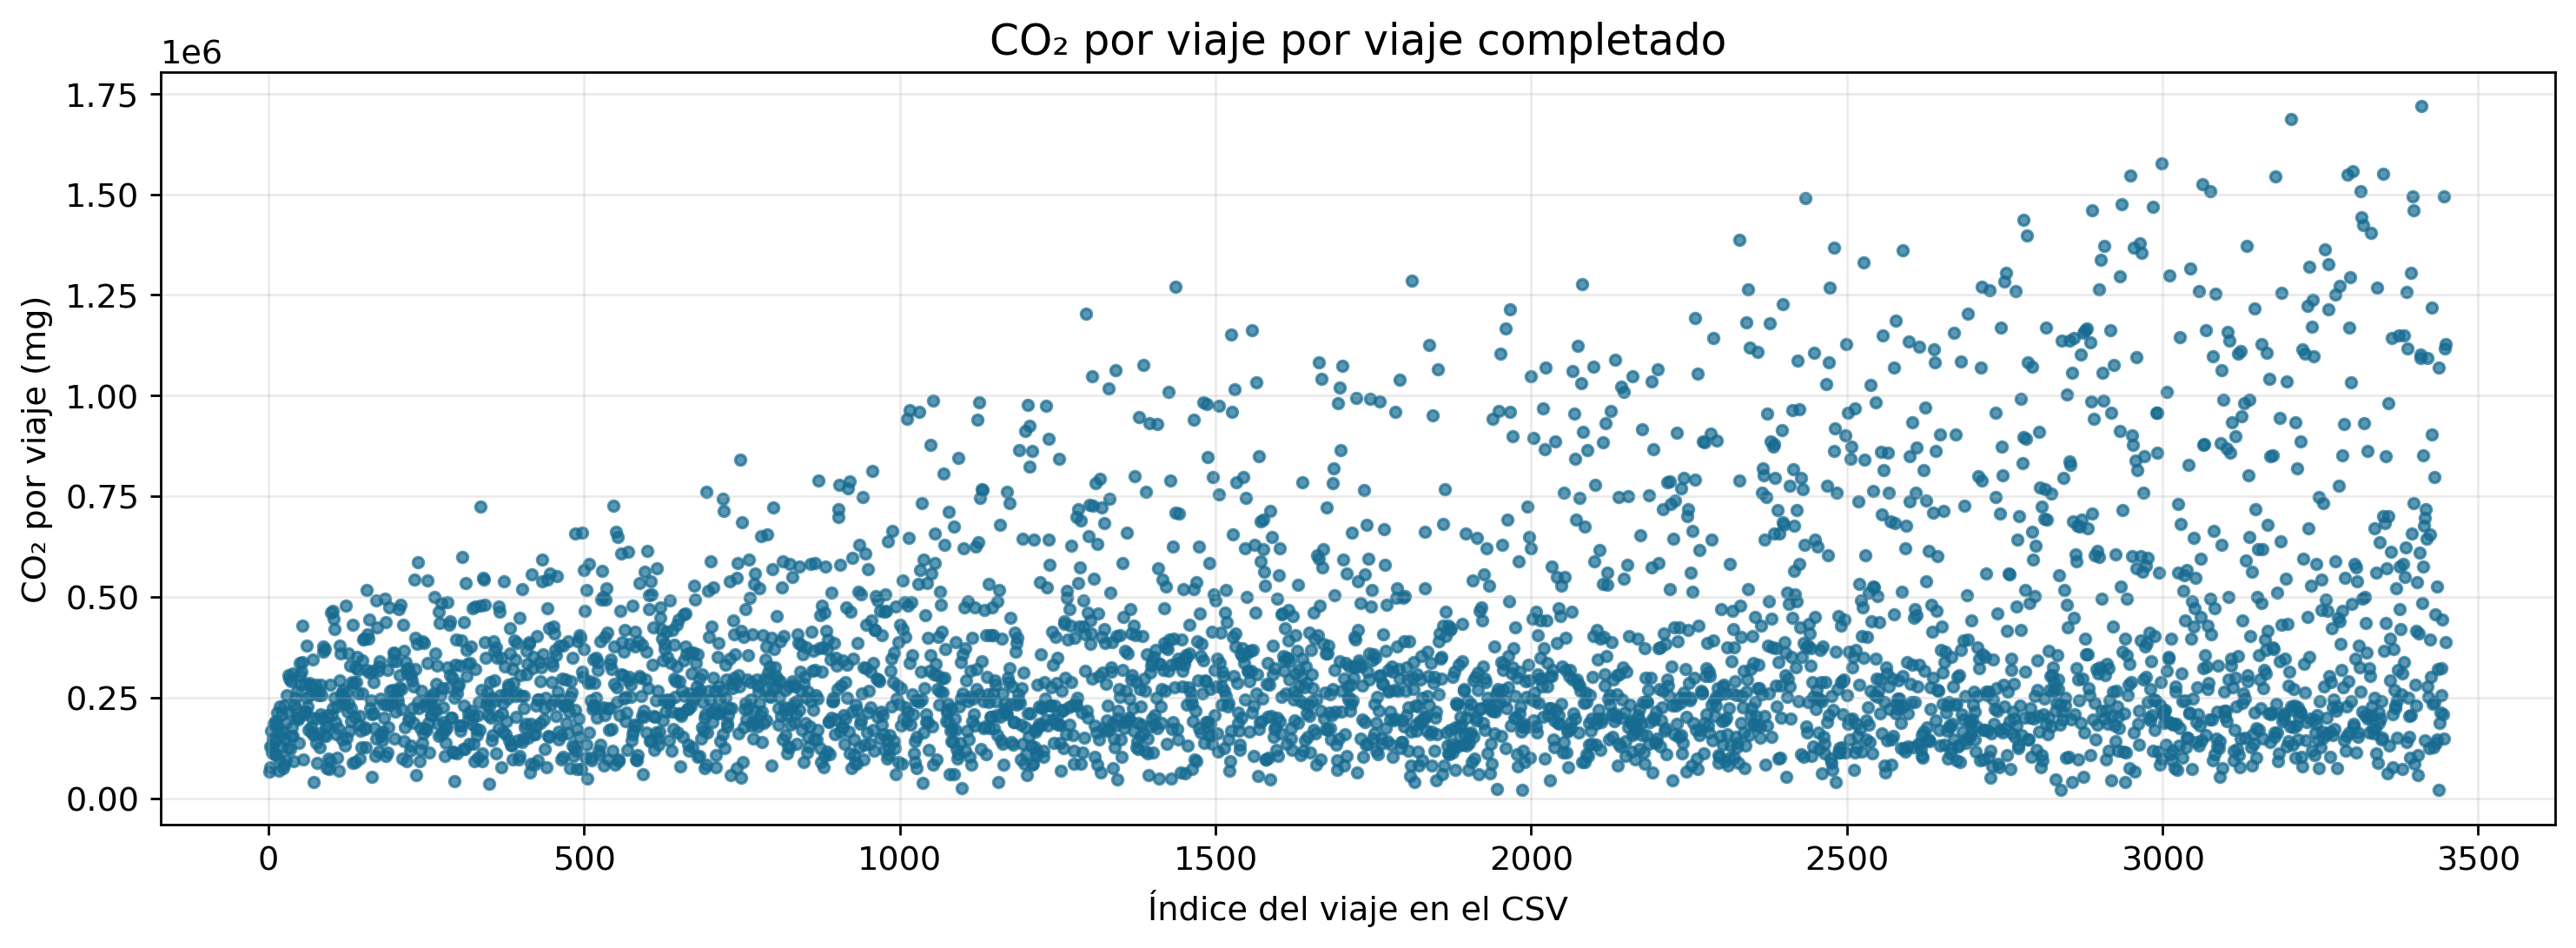 CO₂ por viaje por viaje completado
1e6
1.75
1.50
1.25
1.00
0.75
0.50
0.25
0.00
CO₂ por viaje (mg)
0 500 1000 1500 2000 2500 3000 3500
Índice del viaje en el CSV